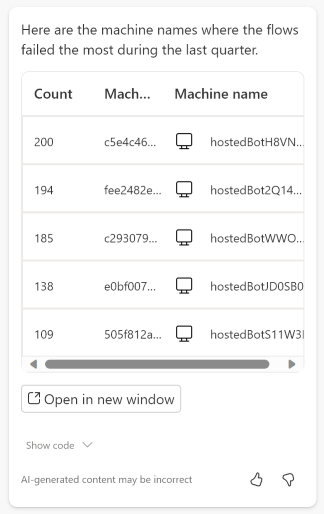 Here are the machine names where the flows
failed the most during the last quarter.
Count Mach... Machine name
200 c5e4c46... hostedBotH8VN...
194 fee2482e... hostedBot2Q14...
185 c293079... hostedBotWWO...
138 e0bf007... hostedBotJD0SB0
109 505f812a... hostedBotS11W3
Open in new window
Show code
AI-generated content may be incorrect